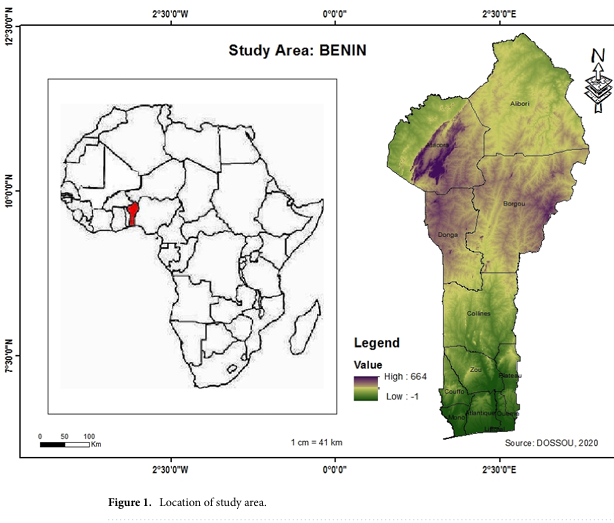 2°30'0"W 0°0'0" 2°30'0"E
12°30'0"N
Study Area: BENIN
N
Alibori
Atacora
10°0'0"N
Borgou
Donga
Collines
Legend
Value
High : 664
Low : -1
7°30'0"N
Zou
Plateau
Couffo
Mono
Atlantique
Oueme
0 50 100
Km
1 cm = 41 km
Source: DOSSOU, 2020
2°30'0"W 0°0'0" 2°30'0"E
Figure 1. Location of study area.